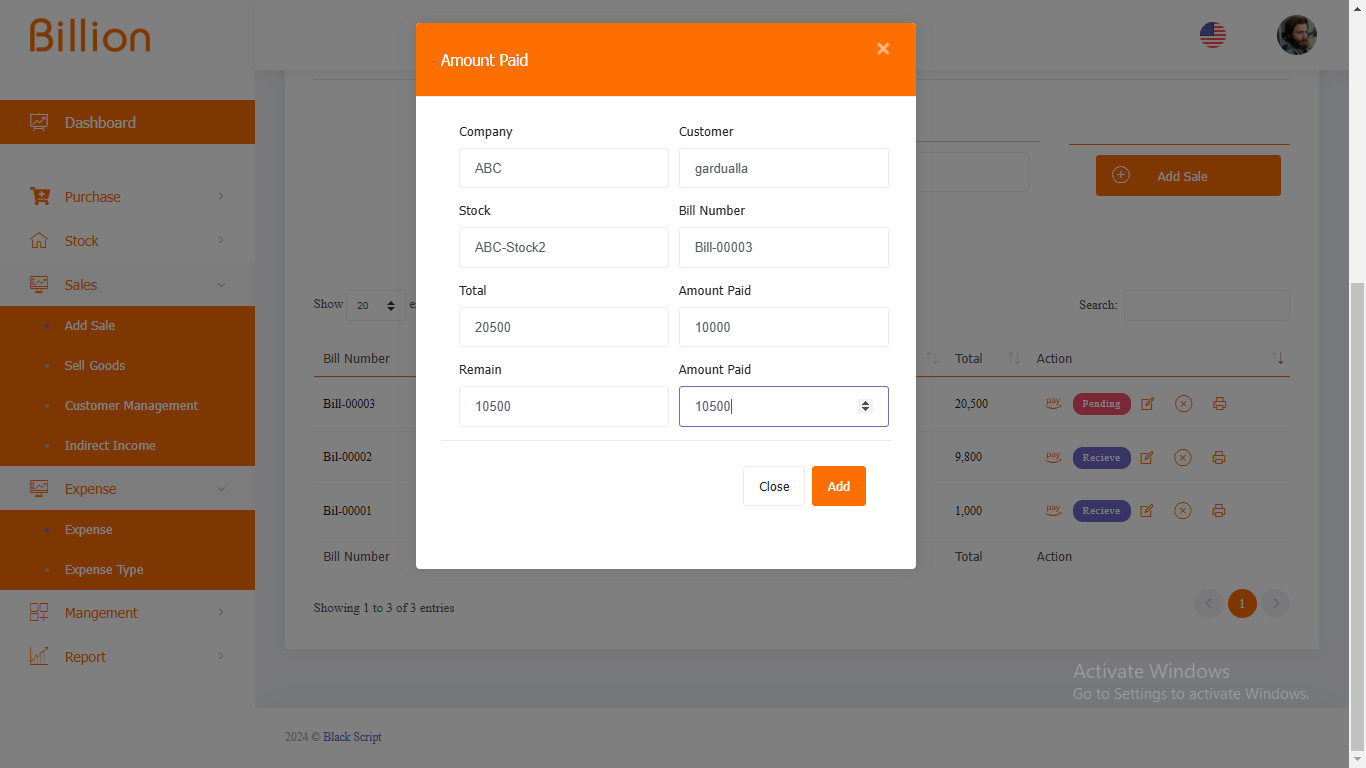 Billion
Dashboard
Purchase
Stock
Sales
Add Sale
Sell Goods
Customer Management
Indirect Income
Expense
Expense
Expense Type
Mangement
Report
Amount Paid
×
Company
Customer
ABC
gardualla
Stock
Bill Number
ABC-Stock2
Bill-00003
Total
Amount Paid
20500
10000
Remain
Amount Paid
10500
10500
Close
Add
Add Sale
Show 20
Search:
Bill Number
Total
Action
Bill-00003
20,500
pay
Pending
Bil-00002
9,800
pay
Recieve
Bil-00001
1,000
pay
Recieve
Bill Number
Total
Action
Showing 1 to 3 of 3 entries
1
Activate Windows
Go to Settings to activate Windows.
2024 © Black Script